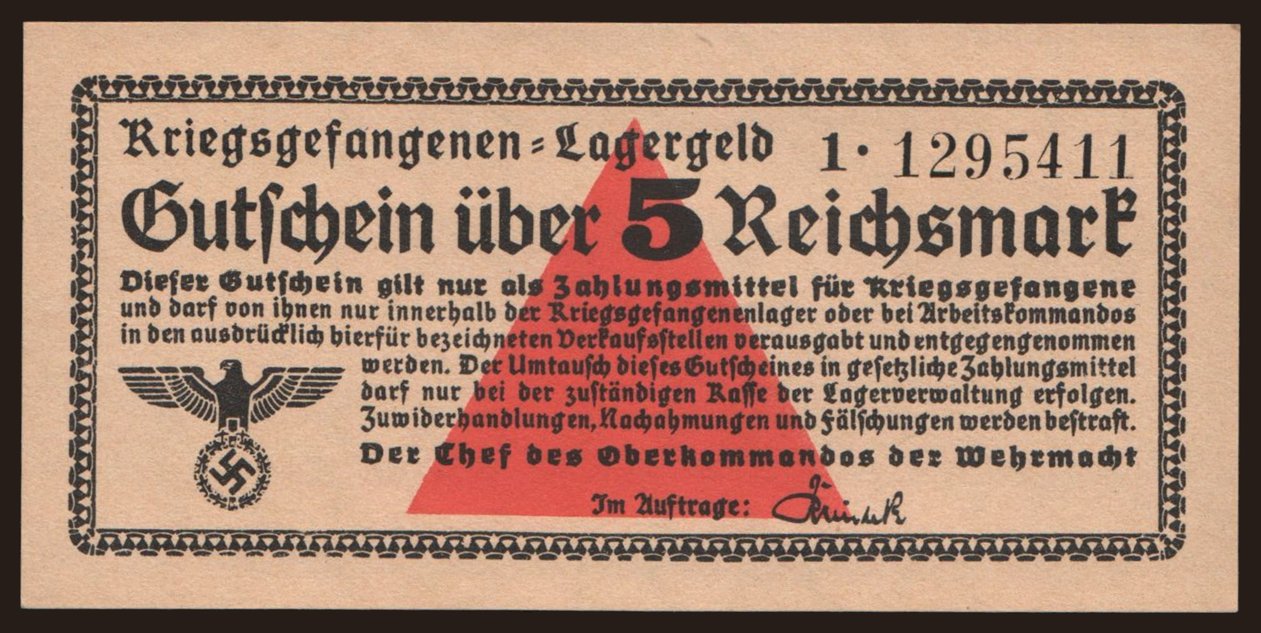 Kriegsgefangenen=Lagergeld 1· 1295411
Gutschein über 5 Reichsmark
Dieser Gutschein gilt nur als Zahlungsmittel für Kriegsgefangene
und darf von ihnen nur innerhalb der Kriegsgefangenenlager oder bei Arbeitskommandos
in den ausdrücklich hierfür bezeichneten Verkaufsstellen verausgabt und entgegengenommen
werden. Der Umtausch dieses Gutscheines in gesetzliche Zahlungsmittel
darf nur bei der zuständigen Kasse der Lagerverwaltung erfolgen.
Zuwiderhandlungen, Nachahmungen und Fälschungen werden bestraft.
Der Chef des Oberkommandos der Wehrmacht
Im Auftrage: